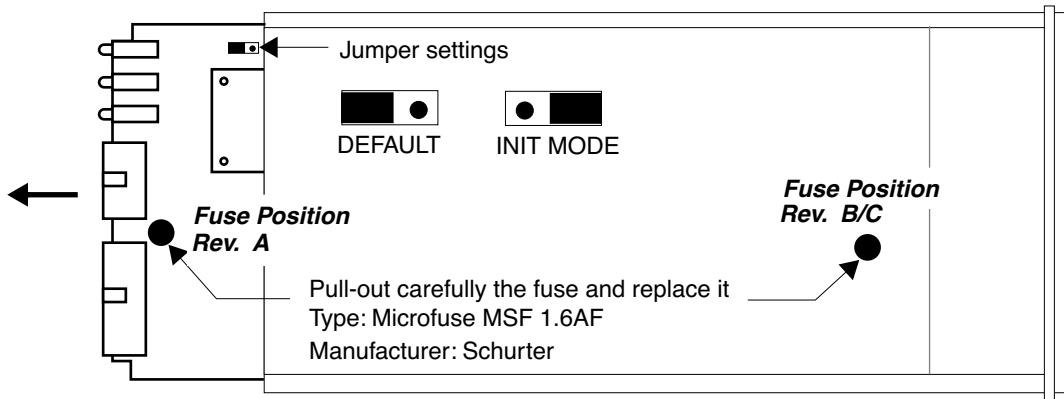 Jumper settings
DEFAULT
INIT MODE
Fuse Position
Rev. A
Fuse Position
Rev. B/C
Pull-out carefully the fuse and replace it
Type: Microfuse MSF 1.6AF
Manufacturer: Schurter